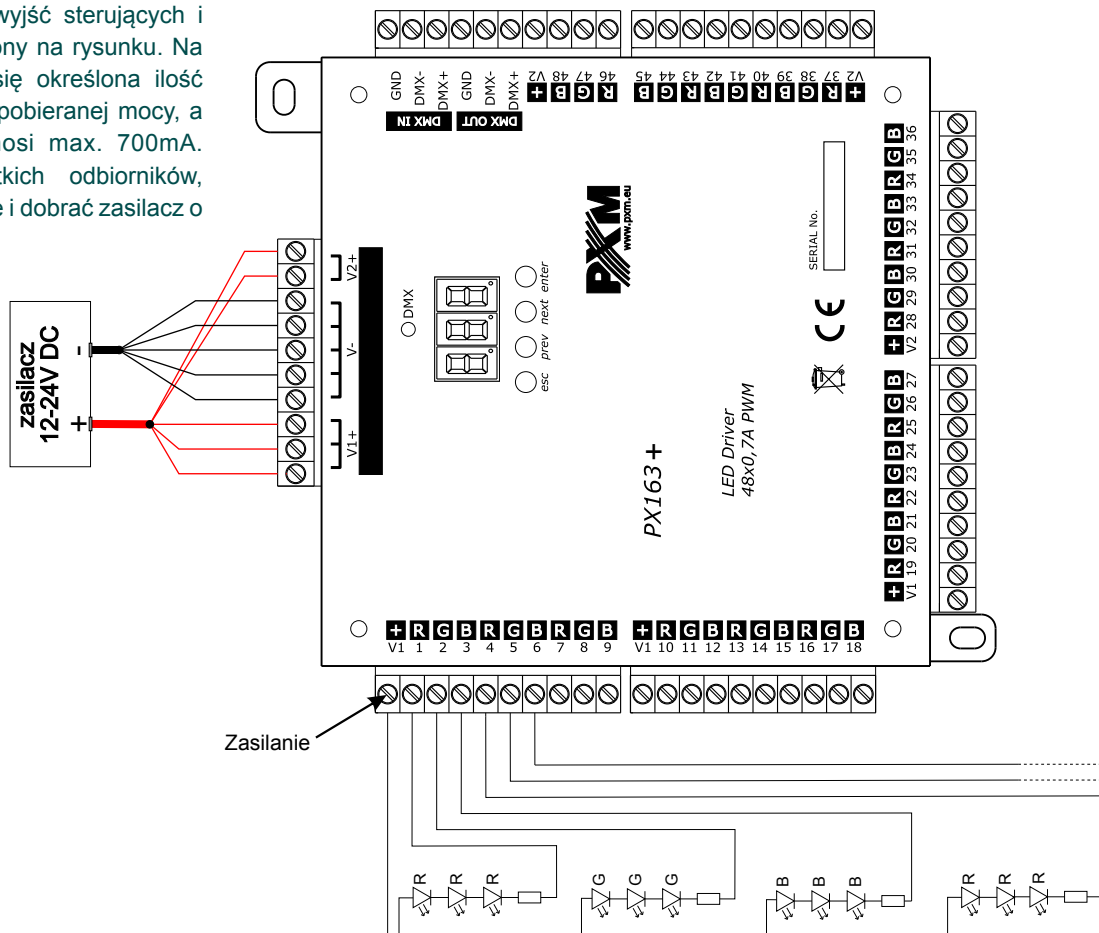 wyjść sterujących i
ony na rysunku. Na
się określona ilość
pobieranej mocy, a
nosi max. 700mA.
tkich odbiorników,
e i dobrać zasilacz o
GND DMX- DMX+ GND DMX- DMX+ V2 48 47 46
+ B G R
DMX IN DMX OUT
45 44 43 42 41 40 39 38 37 V2
B G R B G R B G R +
36 35 34 33 32 31 30 29 28 V2
B G R B G R B G R +
27 26 25 24 23 22 21 20 19 V1
B G R B G R B G R +
V2+
V-
V1+
zasilacz
12-24V DC
- +
DMX
esc prev next enter
PXM
www.pxm.eu
SERIAL No.
CE
PX163+
LED Driver
48x0,7A PWM
+ R G B R G B R G B
V1 1 2 3 4 5 6 7 8 9
+ R G B R G B R G B
V1 10 11 12 13 14 15 16 17 18
Zasilanie
R R R
G G G
B B B
R R R